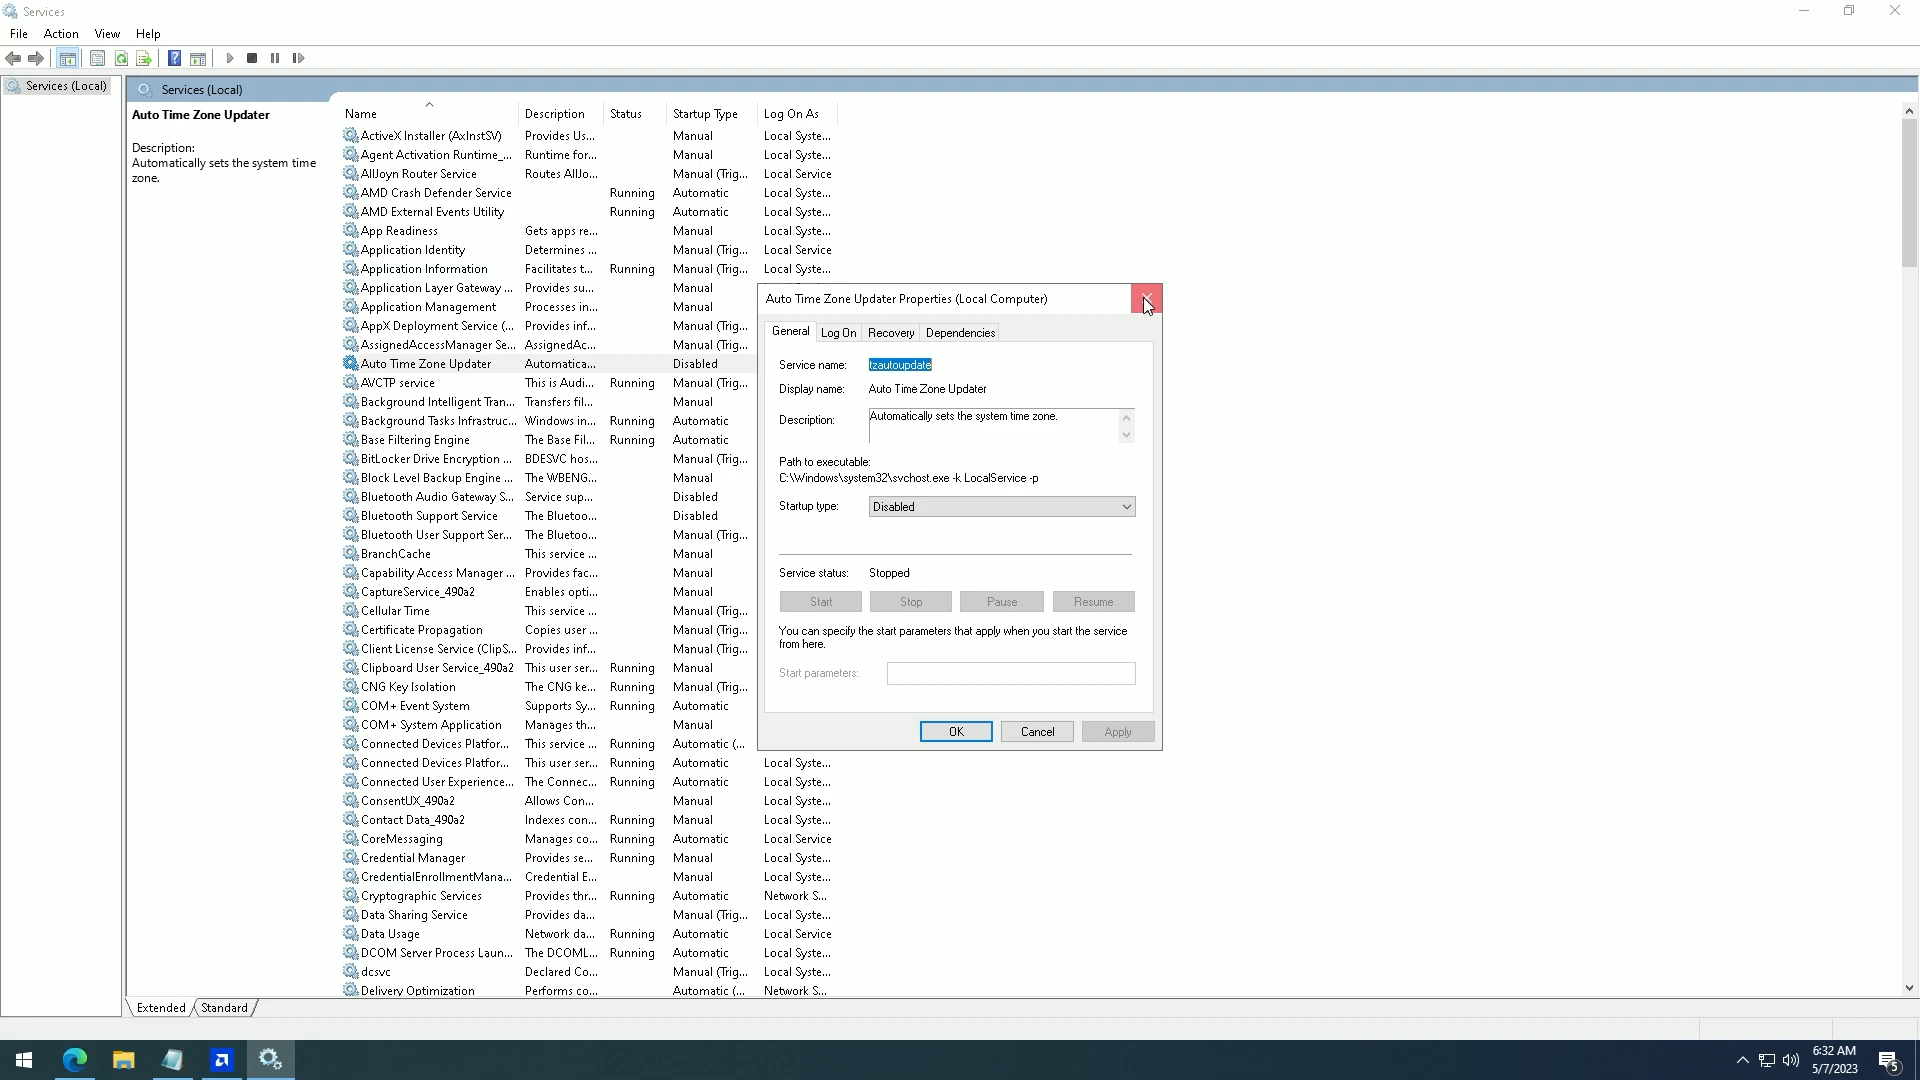 Services
File Action View Help
Services (Local)
Services (Local)
Auto Time Zone Updater
Description:
Automatically sets the system time
zone.
Name Description Status Startup Type Log On As
ActiveX Installer (AxInstSV) Provides Us... Manual Local Syste...
Agent Activation Runtime_... Runtime for... Manual Local Syste...
AllJoyn Router Service Routes AllJo... Manual (Trig... Local Service
AMD Crash Defender Service Running Automatic Local Syste...
AMD External Events Utility Running Automatic Local Syste...
App Readiness Gets apps re... Manual Local Syste...
Application Identity Determines ... Manual (Trig... Local Service
Application Information Facilitates t... Running Manual (Trig... Local Syste...
Application Layer Gateway ... Provides su... Manual
Application Management Processes in... Manual
AppX Deployment Service (... Provides inf... Manual (Trig...
AssignedAccessManager Se... AssignedAc... Manual (Trig...
Auto Time Zone Updater Automatica... Disabled
AVCTP service This is Audi... Running Manual (Trig...
Background Intelligent Tran... Transfers fil... Manual
Background Tasks Infrastruc... Windows in... Running Automatic
Base Filtering Engine The Base Fil... Running Automatic
BitLocker Drive Encryption ... BDESVC hos... Manual (Trig...
Block Level Backup Engine ... The WBENG... Manual
Bluetooth Audio Gateway S... Service sup... Disabled
Bluetooth Support Service The Bluetoo... Disabled
Bluetooth User Support Ser... The Bluetoo... Manual (Trig...
BranchCache This service ... Manual
Capability Access Manager ... Provides fac... Manual
CaptureService_490a2 Enables opti... Manual
Cellular Time This service ... Manual (Trig...
Certificate Propagation Copies user ... Manual (Trig...
Client License Service (ClipS... Provides inf... Manual (Trig...
Clipboard User Service_490a2 This user ser... Running Manual
CNG Key Isolation The CNG ke... Running Manual (Trig...
COM+ Event System Supports Sy... Running Automatic
COM+ System Application Manages th... Manual
Connected Devices Platfor... This service ... Running Automatic (...
Connected Devices Platfor... This user ser... Running Automatic Local Syste...
Connected User Experience... The Connec... Running Automatic Local Syste...
ConsentUX_490a2 Allows Con... Manual Local Syste...
Contact Data_490a2 Indexes con... Running Manual Local Syste...
CoreMessaging Manages co... Running Automatic Local Service
Credential Manager Provides se... Running Manual Local Syste...
CredentialEnrollmentMana... Credential E... Manual Local Syste...
Cryptographic Services Provides thr... Running Automatic Network S...
Data Sharing Service Provides da... Manual (Trig... Local Syste...
Data Usage Network da... Running Automatic Local Service
DCOM Server Process Laun... The DCOML... Running Automatic Local Syste...
dcsvc Declared Co... Manual (Trig... Local Syste...
Delivery Optimization Performs co... Automatic (... Network S...
Auto Time Zone Updater Properties (Local Computer)
General Log On Recovery Dependencies
Service name: tzautoupdate
Display name: Auto Time Zone Updater
Description: Automatically sets the system time zone.
Path to executable:
C:\Windows\system32\svchost.exe -k LocalService -p
Startup type: Disabled
Service status: Stopped
Start Stop Pause Resume
You can specify the start parameters that apply when you start the service
from here.
Start parameters:
OK Cancel Apply
Extended Standard
6:32 AM
5/7/2023
5